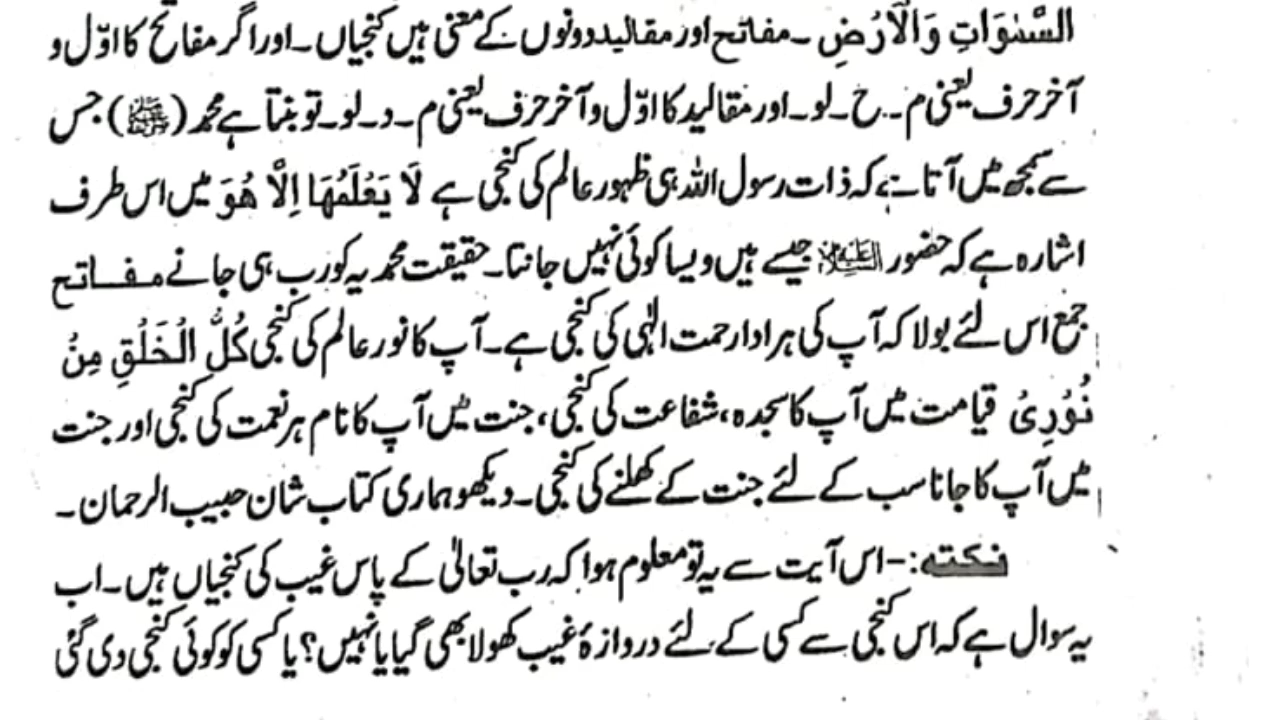 السَّمٰوَاتِ وَالْاَرْضِ ۔ مفاتح اور مقالید دونوں کے معنی ہیں کنجیاں۔ اور اگر مفاتح کا اوّل و
آخر حرف یعنی م۔ ح۔ لو۔ اور مقالید کا اوّل و آخر حرف یعنی م۔ د۔ لو۔ تو بنتا ہے محمد (ﷺ) جس
سے سمجھ میں آتا ہے کہ ذات رسول اللہ ہی ظہور عالم کی کنجی ہے لَا يَعْلَمُهَا اِلَّا هُوَ میں اس طرف
اشارہ ہے کہ حضور علیہ السلام جیسے ہیں ویسا کوئی نہیں جانتا۔ حقیقت محمدیہ کو رب ہی جانے مفاتح
جمع اس لئے بولا کہ آپ کی ہر ادا رحمت الٰہی کی کنجی ہے۔ آپ کا نور عالم کی کنجی كُلُّ الْخَلْقِ مِنْ
نُوْرِیْ قیامت میں آپ کا سجدہ، شفاعت کی کنجی، جنت میں آپ کا نام ہر نعمت کی کنجی اور جنت
میں آپ کا جانا سب کے لئے جنت کے کھلنے کی کنجی۔ دیکھو ہماری کتاب شان حبیب الرحمان۔
نکتہ:- اس آیت سے یہ تو معلوم ہوا کہ رب تعالیٰ کے پاس غیب کی کنجیاں ہیں۔ اب
یہ سوال ہے کہ اس کنجی سے کسی کے لئے دروازۂ غیب کھولا بھی گیا یا نہیں؟ یا کسی کو کوئی کنجی دی گئی